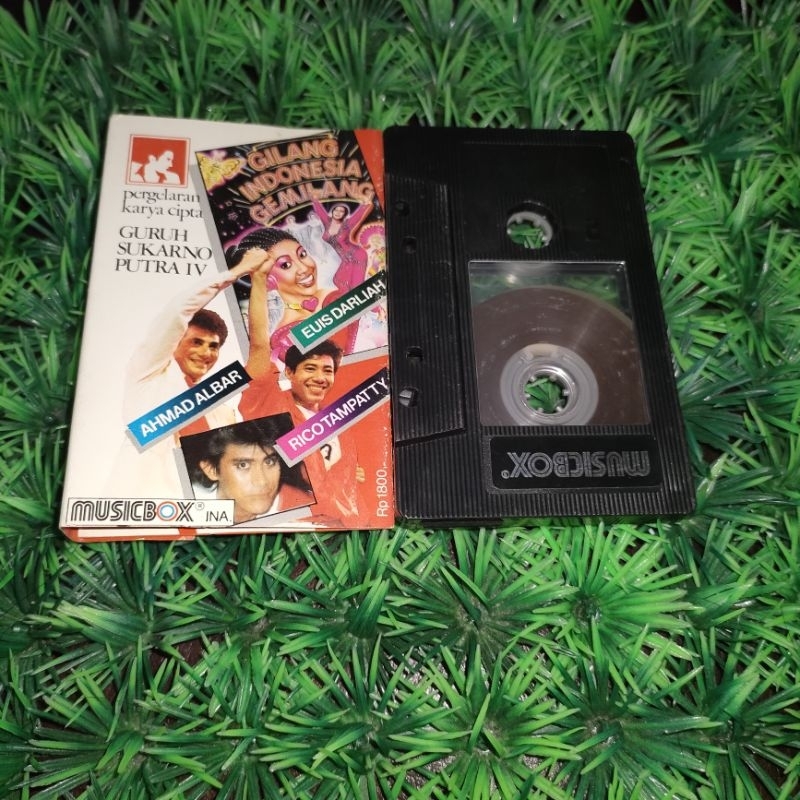 pergelaran
karya cipta
GURUH
SUKARNO
PUTRA IV
GILANG
INDONESIA
GEMILANG
EUIS DARLIAH
AHMAD ALBAR
RICO TAMPATTY
Rp 1800.
MUSICBOX® INA.
MUSICBOX®